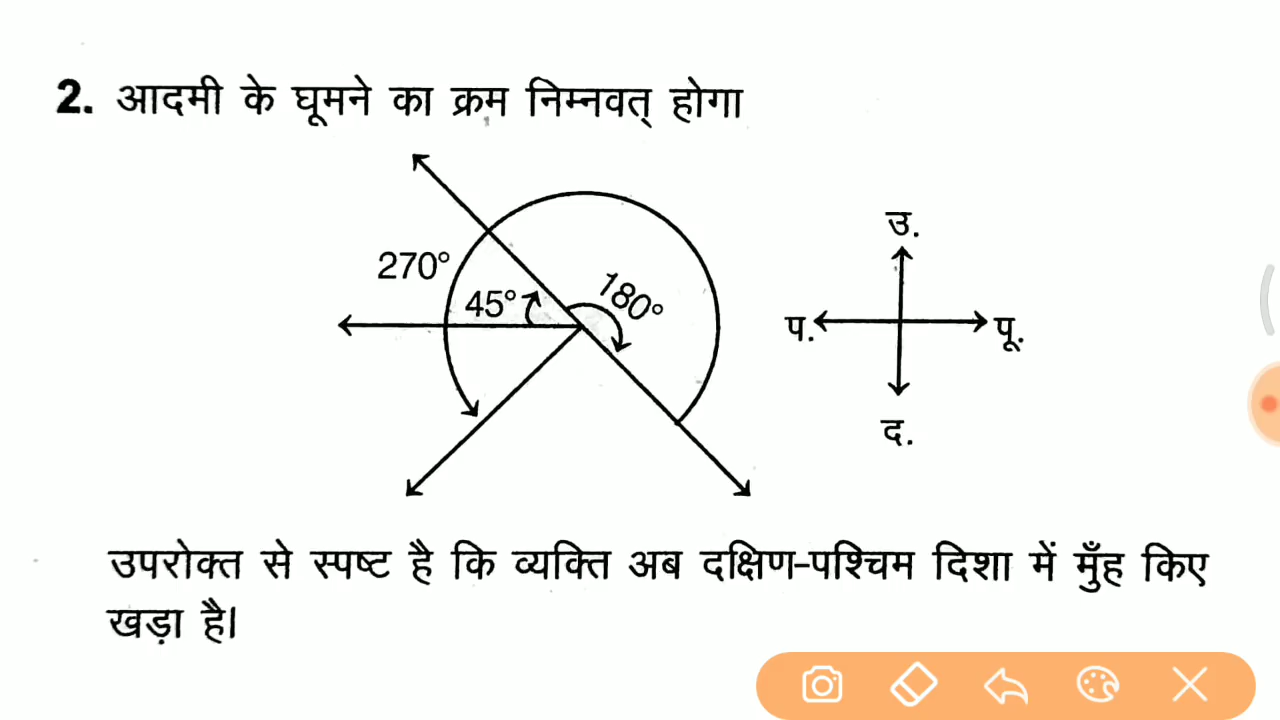 2. आदमी के घूमने का क्रम निम्नवत् होगा
270°
45°
180°
उ.
प.
पू.
द.
उपरोक्त से स्पष्ट है कि व्यक्ति अब दक्षिण-पश्चिम दिशा में मुँह किए
खड़ा है।